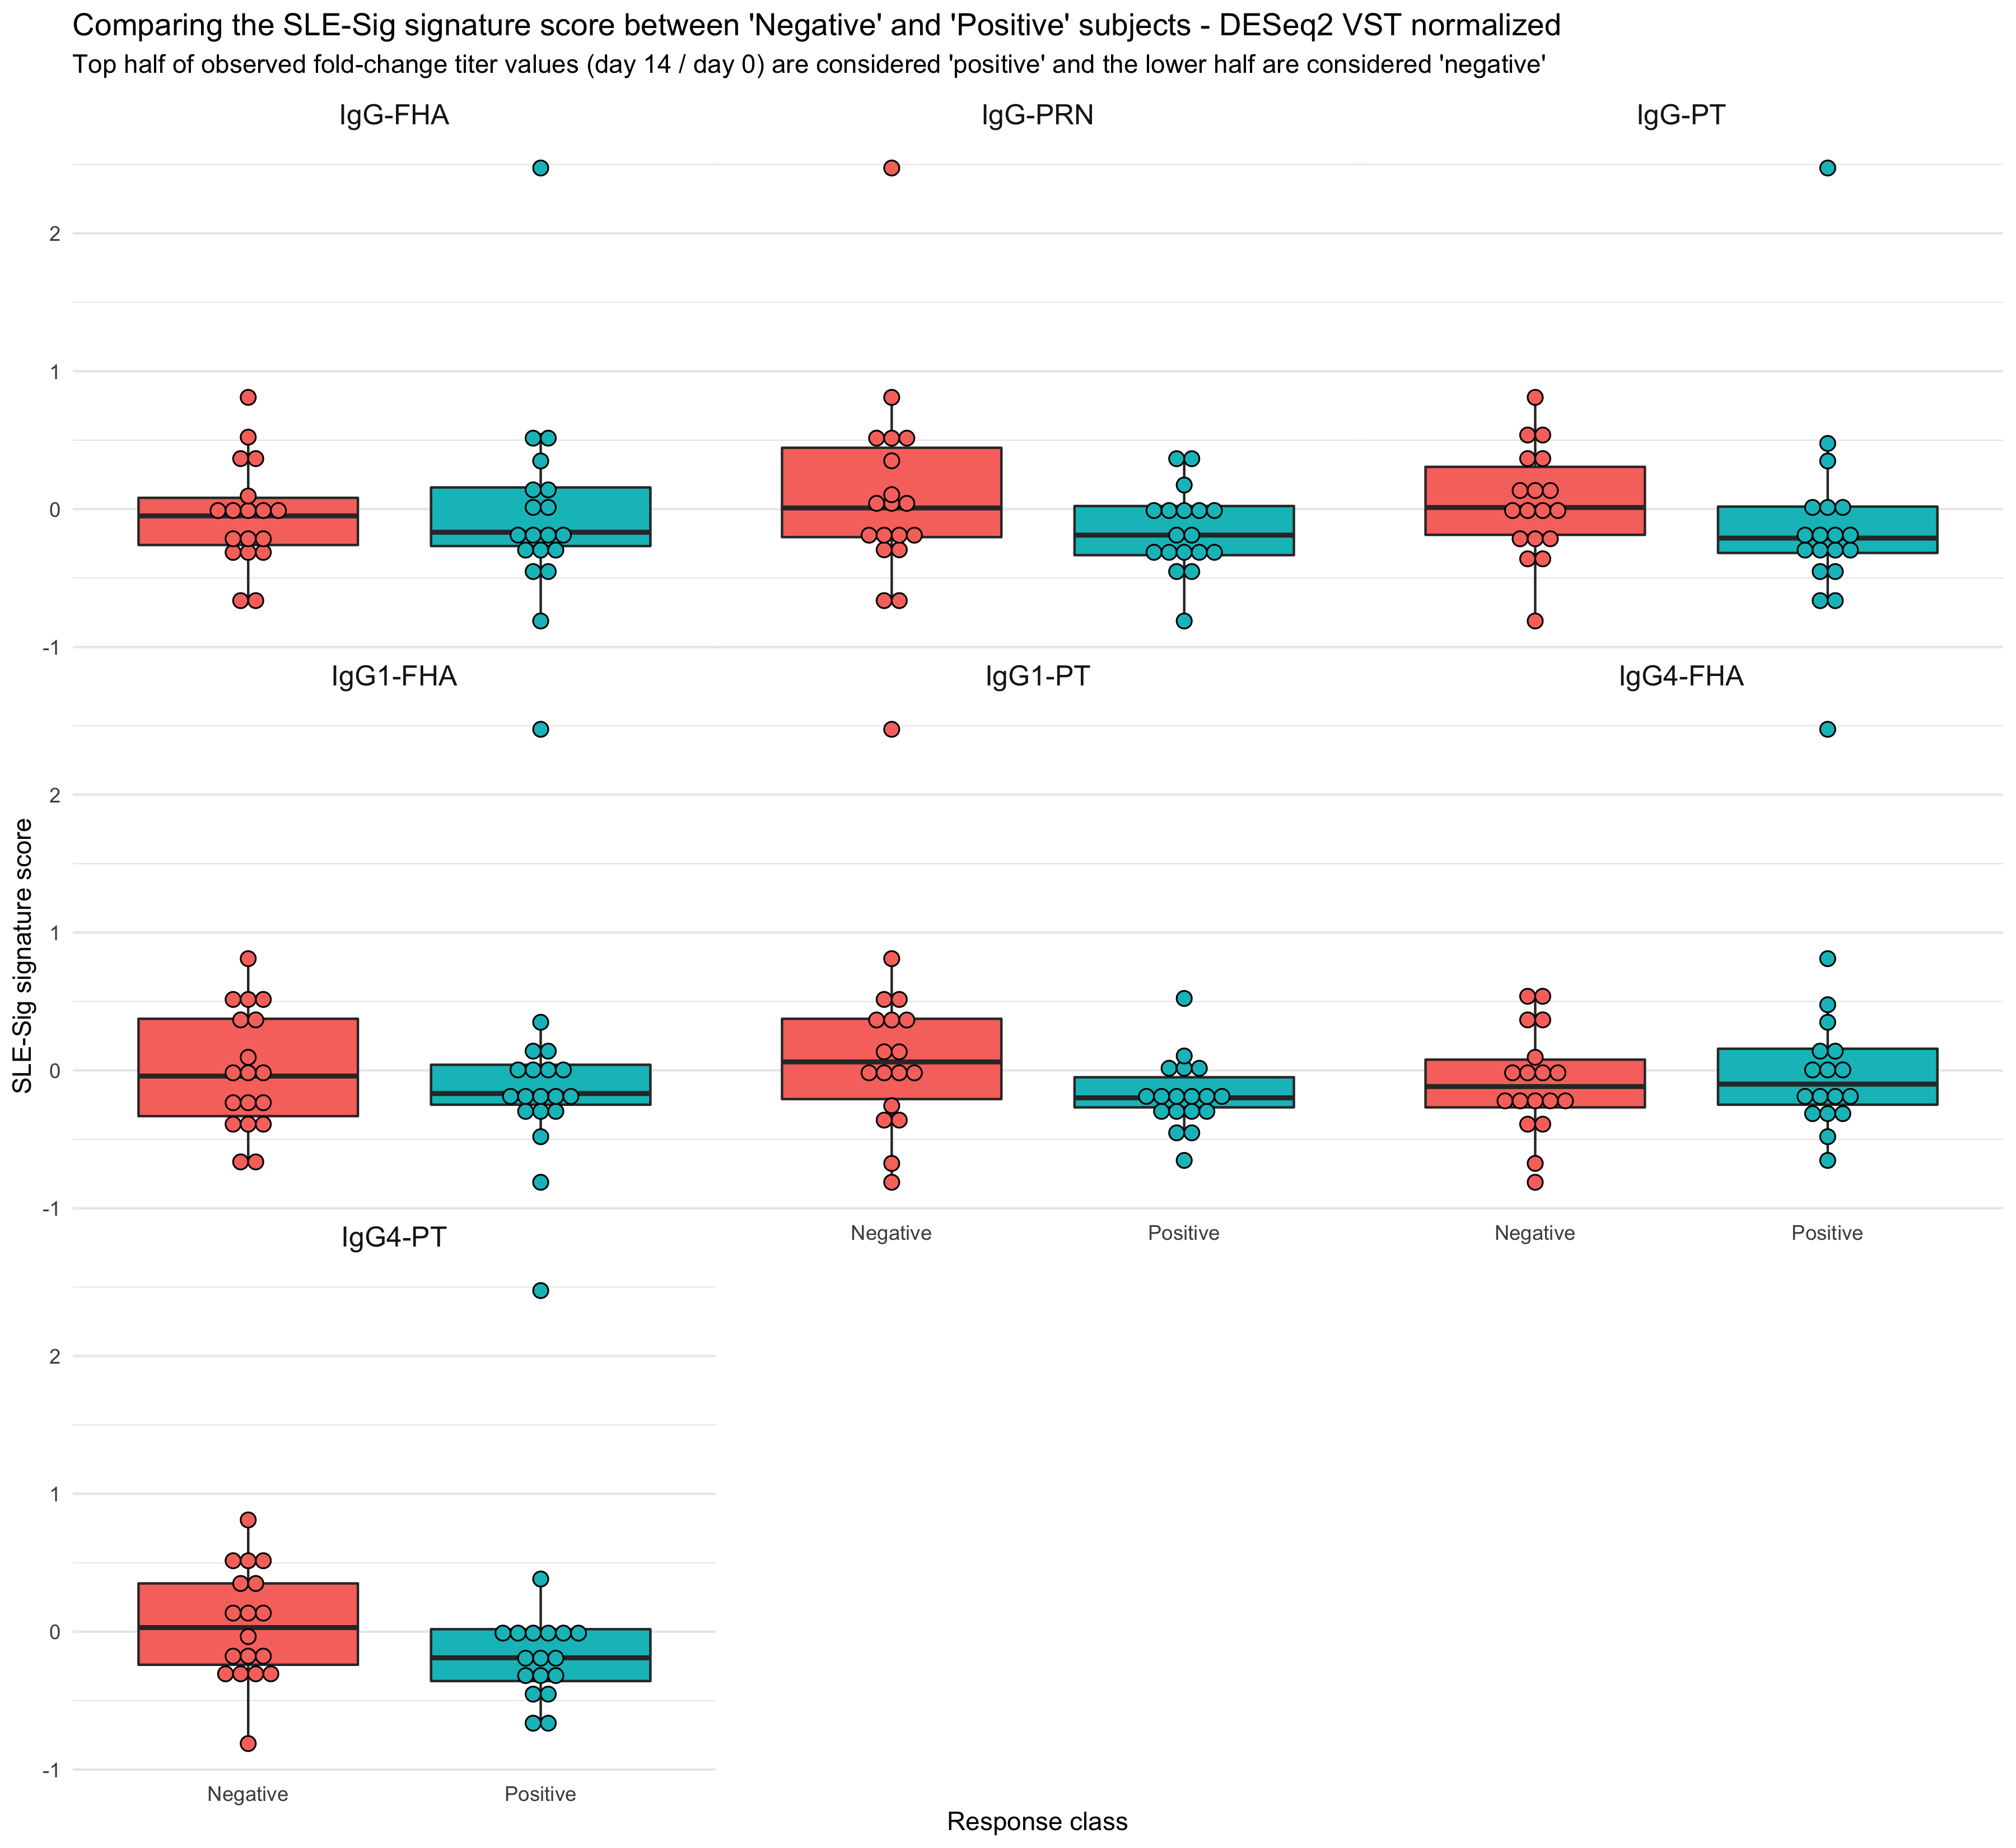 Comparing the SLE-Sig signature score between 'Negative' and 'Positive' subjects - DESeq2 VST normalized
Top half of observed fold-change titer values (day 14 / day 0) are considered 'positive' and the lower half are considered 'negative'
IgG-FHA
IgG-PRN
IgG-PT
2
1
0
-1
IgG1-FHA
IgG1-PT
IgG4-FHA
2
1
0
-1
SLE-Sig signature score
Negative
Positive
Negative
Positive
IgG4-PT
2
1
0
-1
Negative
Positive
Response class